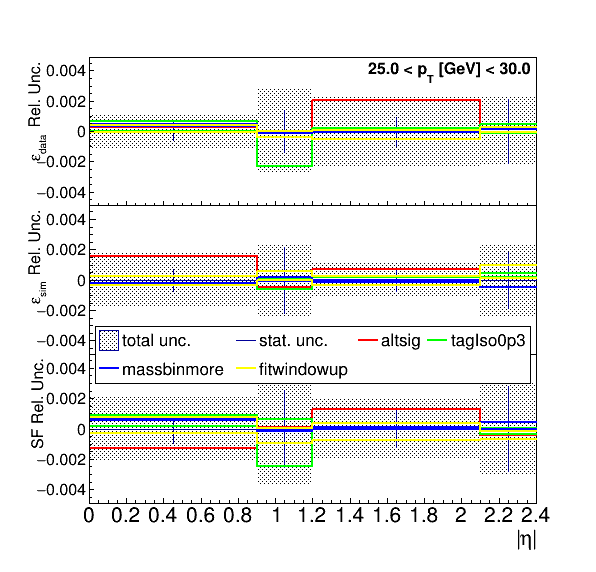 25.0 < p_T [GeV] < 30.0
ε_data Rel. Unc.
0.004
0.002
0
−0.002
−0.004
ε_sim Rel. Unc.
0.004
0.002
0
−0.002
−0.004
total unc. stat. unc. altsig tagIso0p3
massbinmore fitwindowup
SF Rel. Unc.
0.002
0
−0.002
−0.004
0 0.2 0.4 0.6 0.8 1 1.2 1.4 1.6 1.8 2 2.2 2.4
|η|